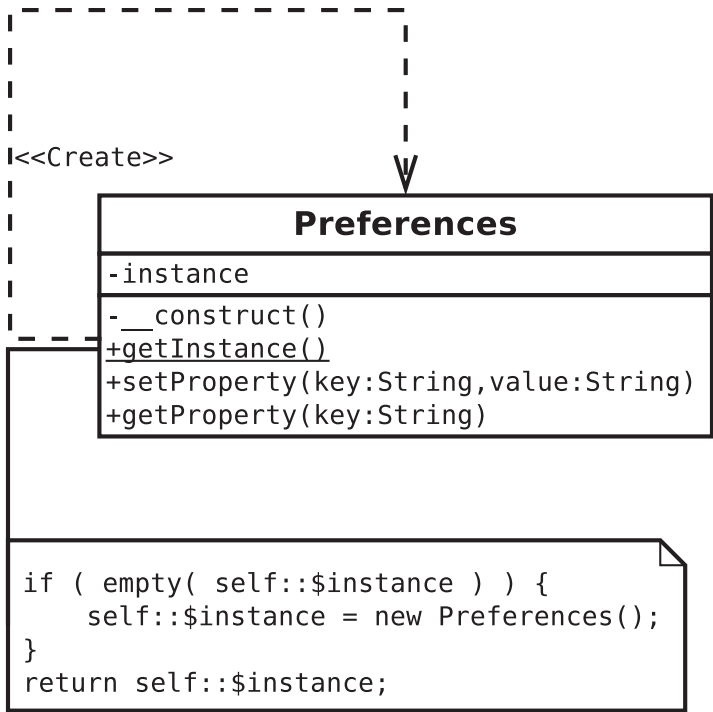 <<Create>>
Preferences
-instance
-__construct()
+getInstance()
+setProperty(key:String,value:String)
+getProperty(key:String)
if ( empty( self::$instance ) ) {
    self::$instance = new Preferences();
}
return self::$instance;